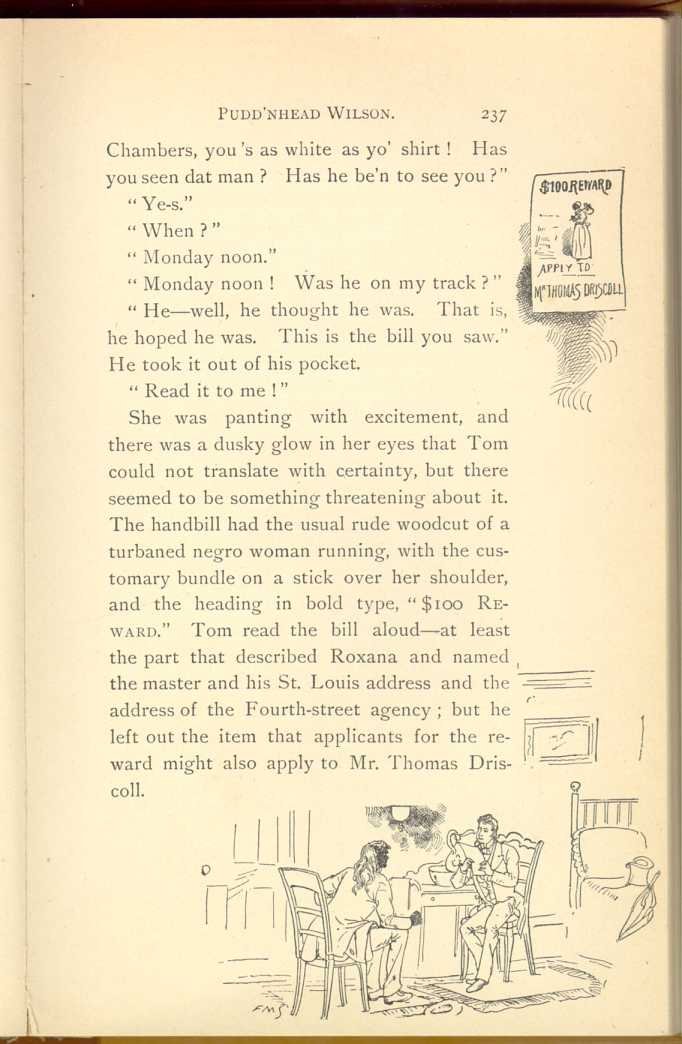 PUDD'NHEAD WILSON. 237
Chambers, you 's as white as yo' shirt ! Has
you seen dat man ? Has he be'n to see you ?"
" Ye-s."
" When ? "
" Monday noon."
" Monday noon ! Was he on my track ? "
" He—well, he thought he was. That is,
he hoped he was. This is the bill you saw."
He took it out of his pocket.
" Read it to me ! "
She was panting with excitement, and
there was a dusky glow in her eyes that Tom
could not translate with certainty, but there
seemed to be something threatening about it.
The handbill had the usual rude woodcut of a
turbaned negro woman running, with the cus-
tomary bundle on a stick over her shoulder,
and the heading in bold type, " $100 RE-
WARD." Tom read the bill aloud—at least
the part that described Roxana and named
the master and his St. Louis address and the
address of the Fourth-street agency ; but he
left out the item that applicants for the re-
ward might also apply to Mr. Thomas Dris-
coll.
$100 REWARD
APPLY TO
MR THOMAS DRISCOLL
FMS